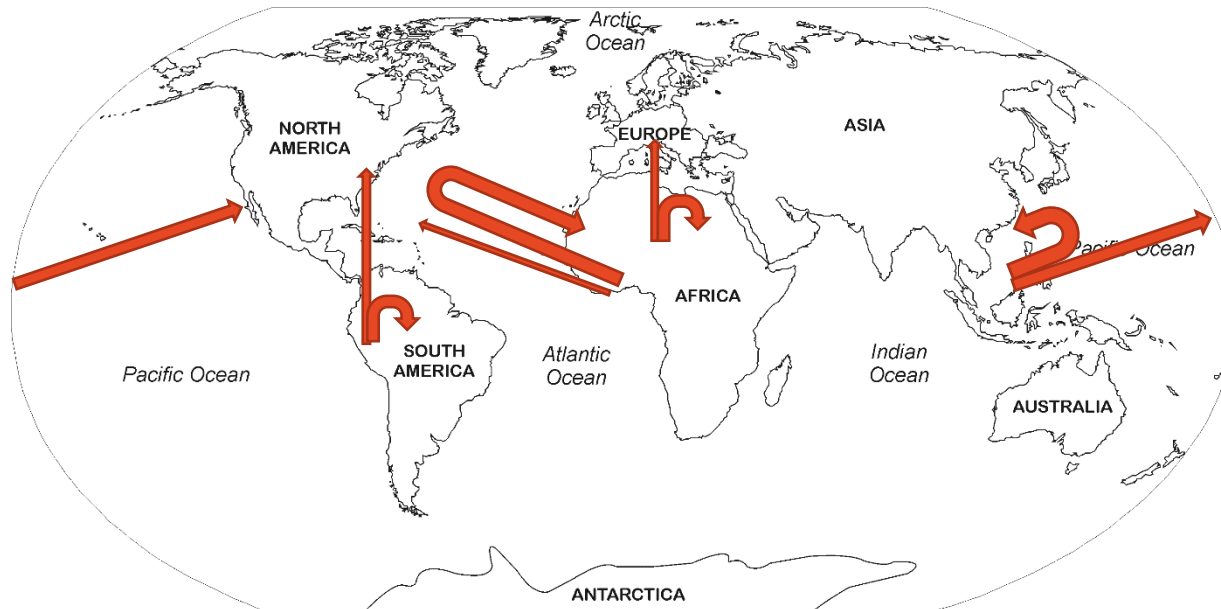 Arctic
Ocean
NORTH
AMERICA
EUROPE
ASIA
Pacific Ocean
AFRICA
SOUTH
AMERICA
Atlantic
Ocean
Indian
Ocean
Pacific Ocean
AUSTRALIA
ANTARCTICA